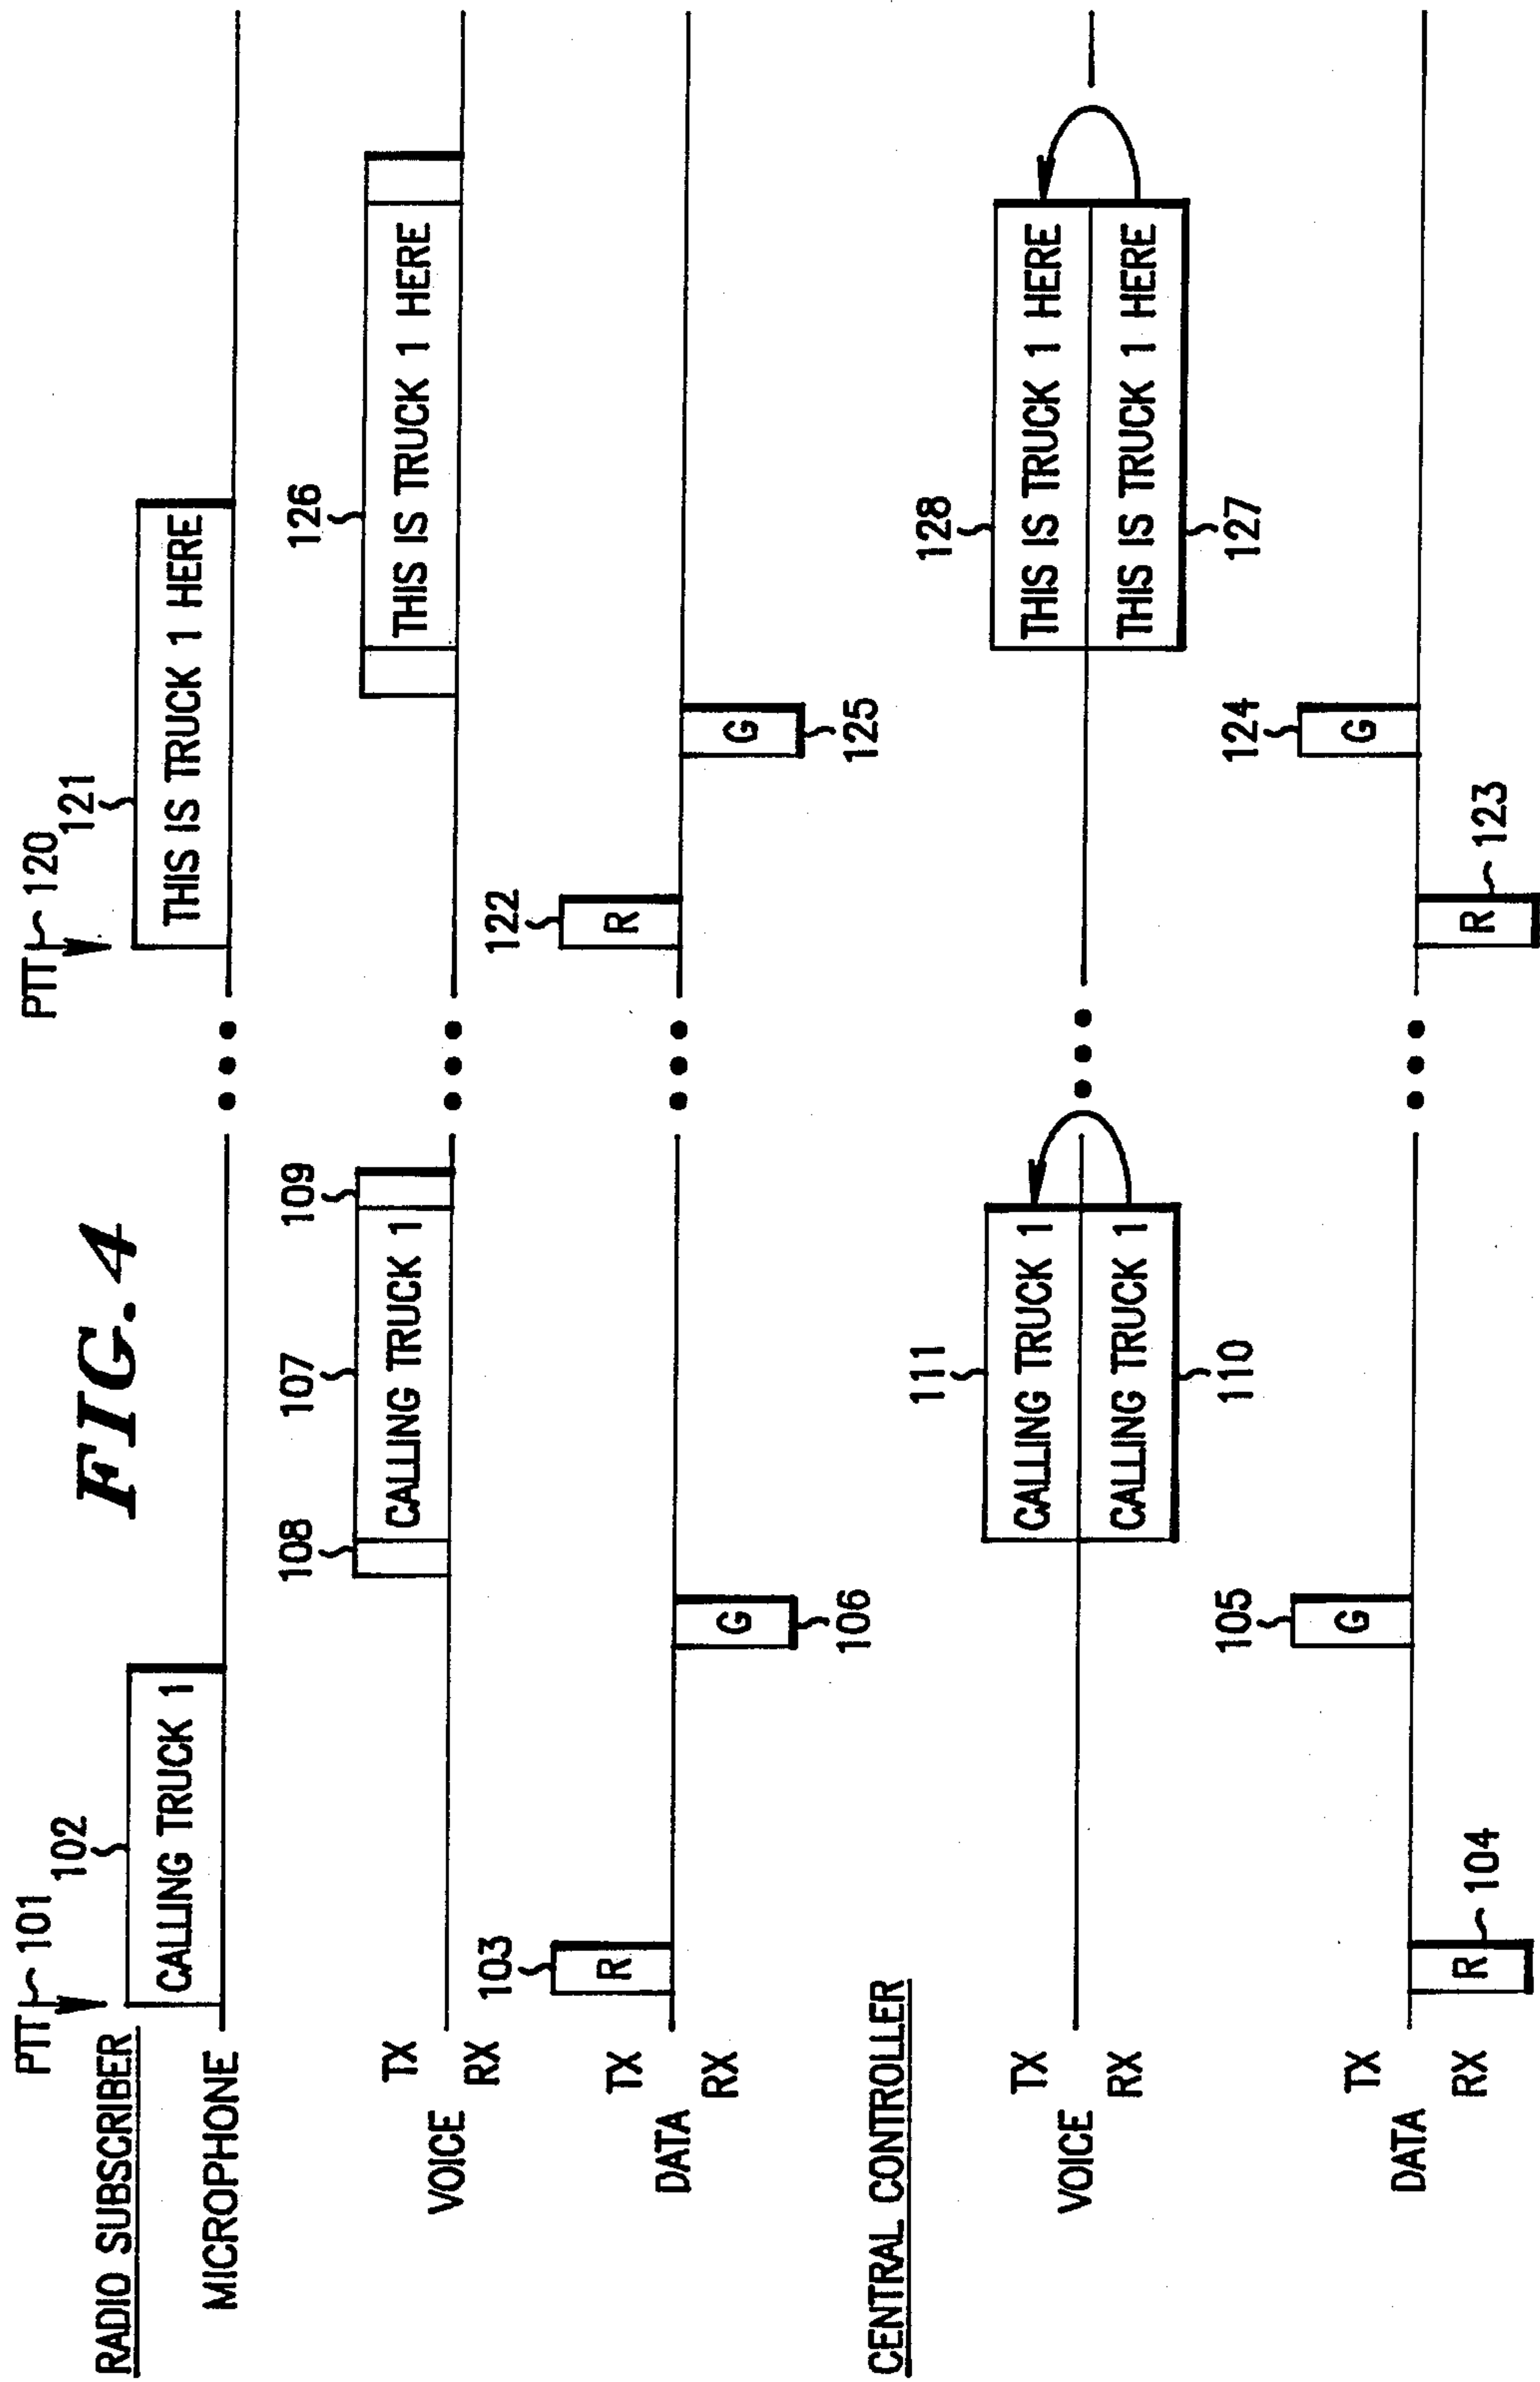 FIG. 4
PTT 101
PTT 120
RADIO SUBSCRIBER
102
121
MICROPHONE
CALLING TRUCK 1
THIS IS TRUCK 1 HERE
108
107
109
126
TX
VOICE
CALLING TRUCK 1
THIS IS TRUCK 1 HERE
RX
103
122
TX
R
R
DATA
RX
G
G
106
125
CENTRAL CONTROLLER
111
128
TX
CALLING TRUCK 1
THIS IS TRUCK 1 HERE
VOICE
RX
CALLING TRUCK 1
THIS IS TRUCK 1 HERE
110
127
105
124
TX
G
G
DATA
RX
R
104
R
123